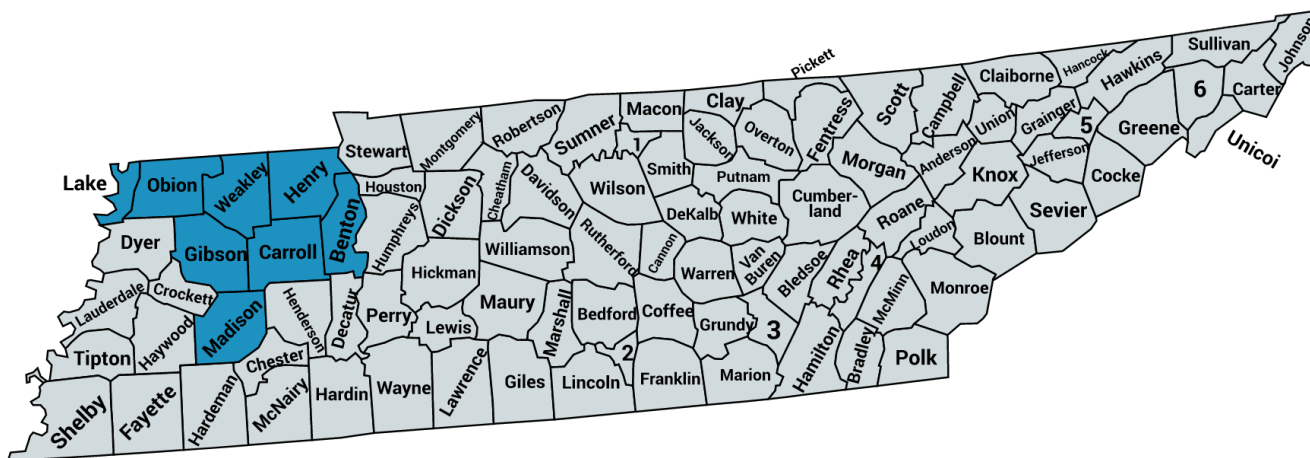 Lake
Obion
Weakley
Henry
Stewart
Montgomery
Robertson
Sumner
Macon
Clay
Pickett
Scott
Campbell
Claiborne
Hancock
Hawkins
Sullivan
Johnson
Carter
6
Unicoi
Greene
5
Grainger
Union
Anderson
Morgan
Fentress
Overton
Jackson
1
Smith
Putnam
Wilson
Davidson
Cheatham
Dickson
Houston
Humphreys
Benton
Carroll
Gibson
Dyer
Lauderdale
Crockett
Haywood
Madison
Henderson
Decatur
Perry
Hickman
Lewis
Williamson
Maury
Rutherford
Cannon
DeKalb
White
Cumber-
land
Roane
Knox
Jefferson
Cocke
Sevier
Blount
Loudon
Monroe
McMinn
4
Rhea
Bledsoe
Van
Buren
Warren
Coffee
Bedford
Marshall
Grundy
3
Hamilton
Bradley
Polk
Marion
Franklin
2
Lincoln
Giles
Lawrence
Wayne
Hardin
McNairy
Chester
Hardeman
Fayette
Shelby
Tipton